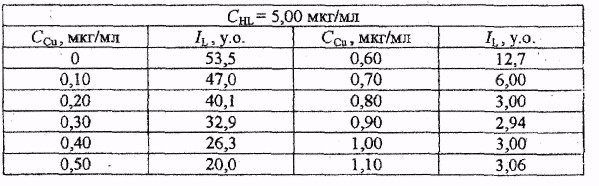 C_HL = 5,00 мкг/мл
C_Cu, мкг/мл I_L, у.о. C_Cu, мкг/мл I_L, у.о.
0 53,5 0,60 12,7
0,10 47,0 0,70 6,00
0,20 40,1 0,80 3,00
0,30 32,9 0,90 2,94
0,40 26,3 1,00 3,00
0,50 20,0 1,10 3,06